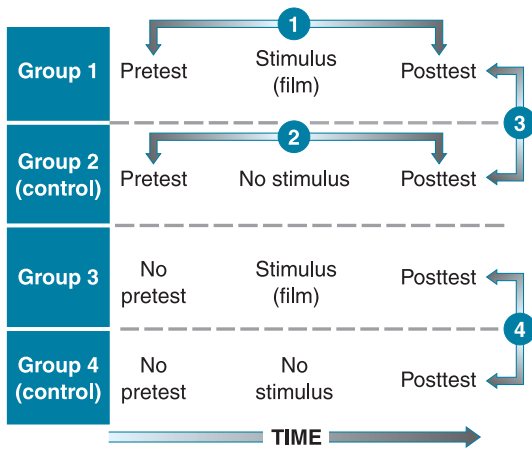 1
Group 1
Pretest
Stimulus
(film)
Posttest
3
2
Group 2
(control)
Pretest
No stimulus
Posttest
Group 3
No
pretest
Stimulus
(film)
Posttest
4
Group 4
(control)
No
pretest
No
stimulus
Posttest
TIME